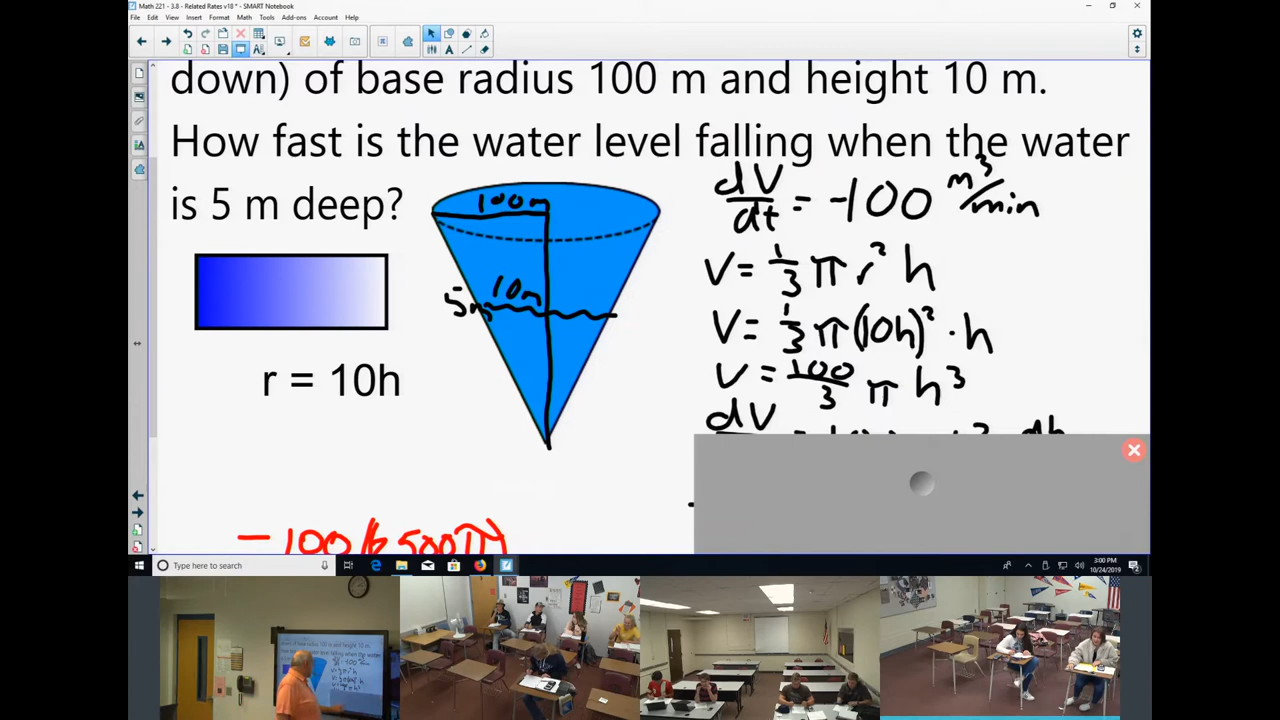 Math 221 - 3.8 - Related Rates v18 * - SMART Notebook
File Edit View Insert Format Math Tools Add-ons Account Help
down) of base radius 100 m and height 10 m.
How fast is the water level falling when the water
is 5 m deep?
100m
10m
5m
r = 10h
dV/dt = -100 m³/min
V = 1/3 π r² h
V = 1/3 π (10h)² · h
V = 100/3 π h³
dV
dh
-100
Type here to search
3:00 PM
10/24/2019